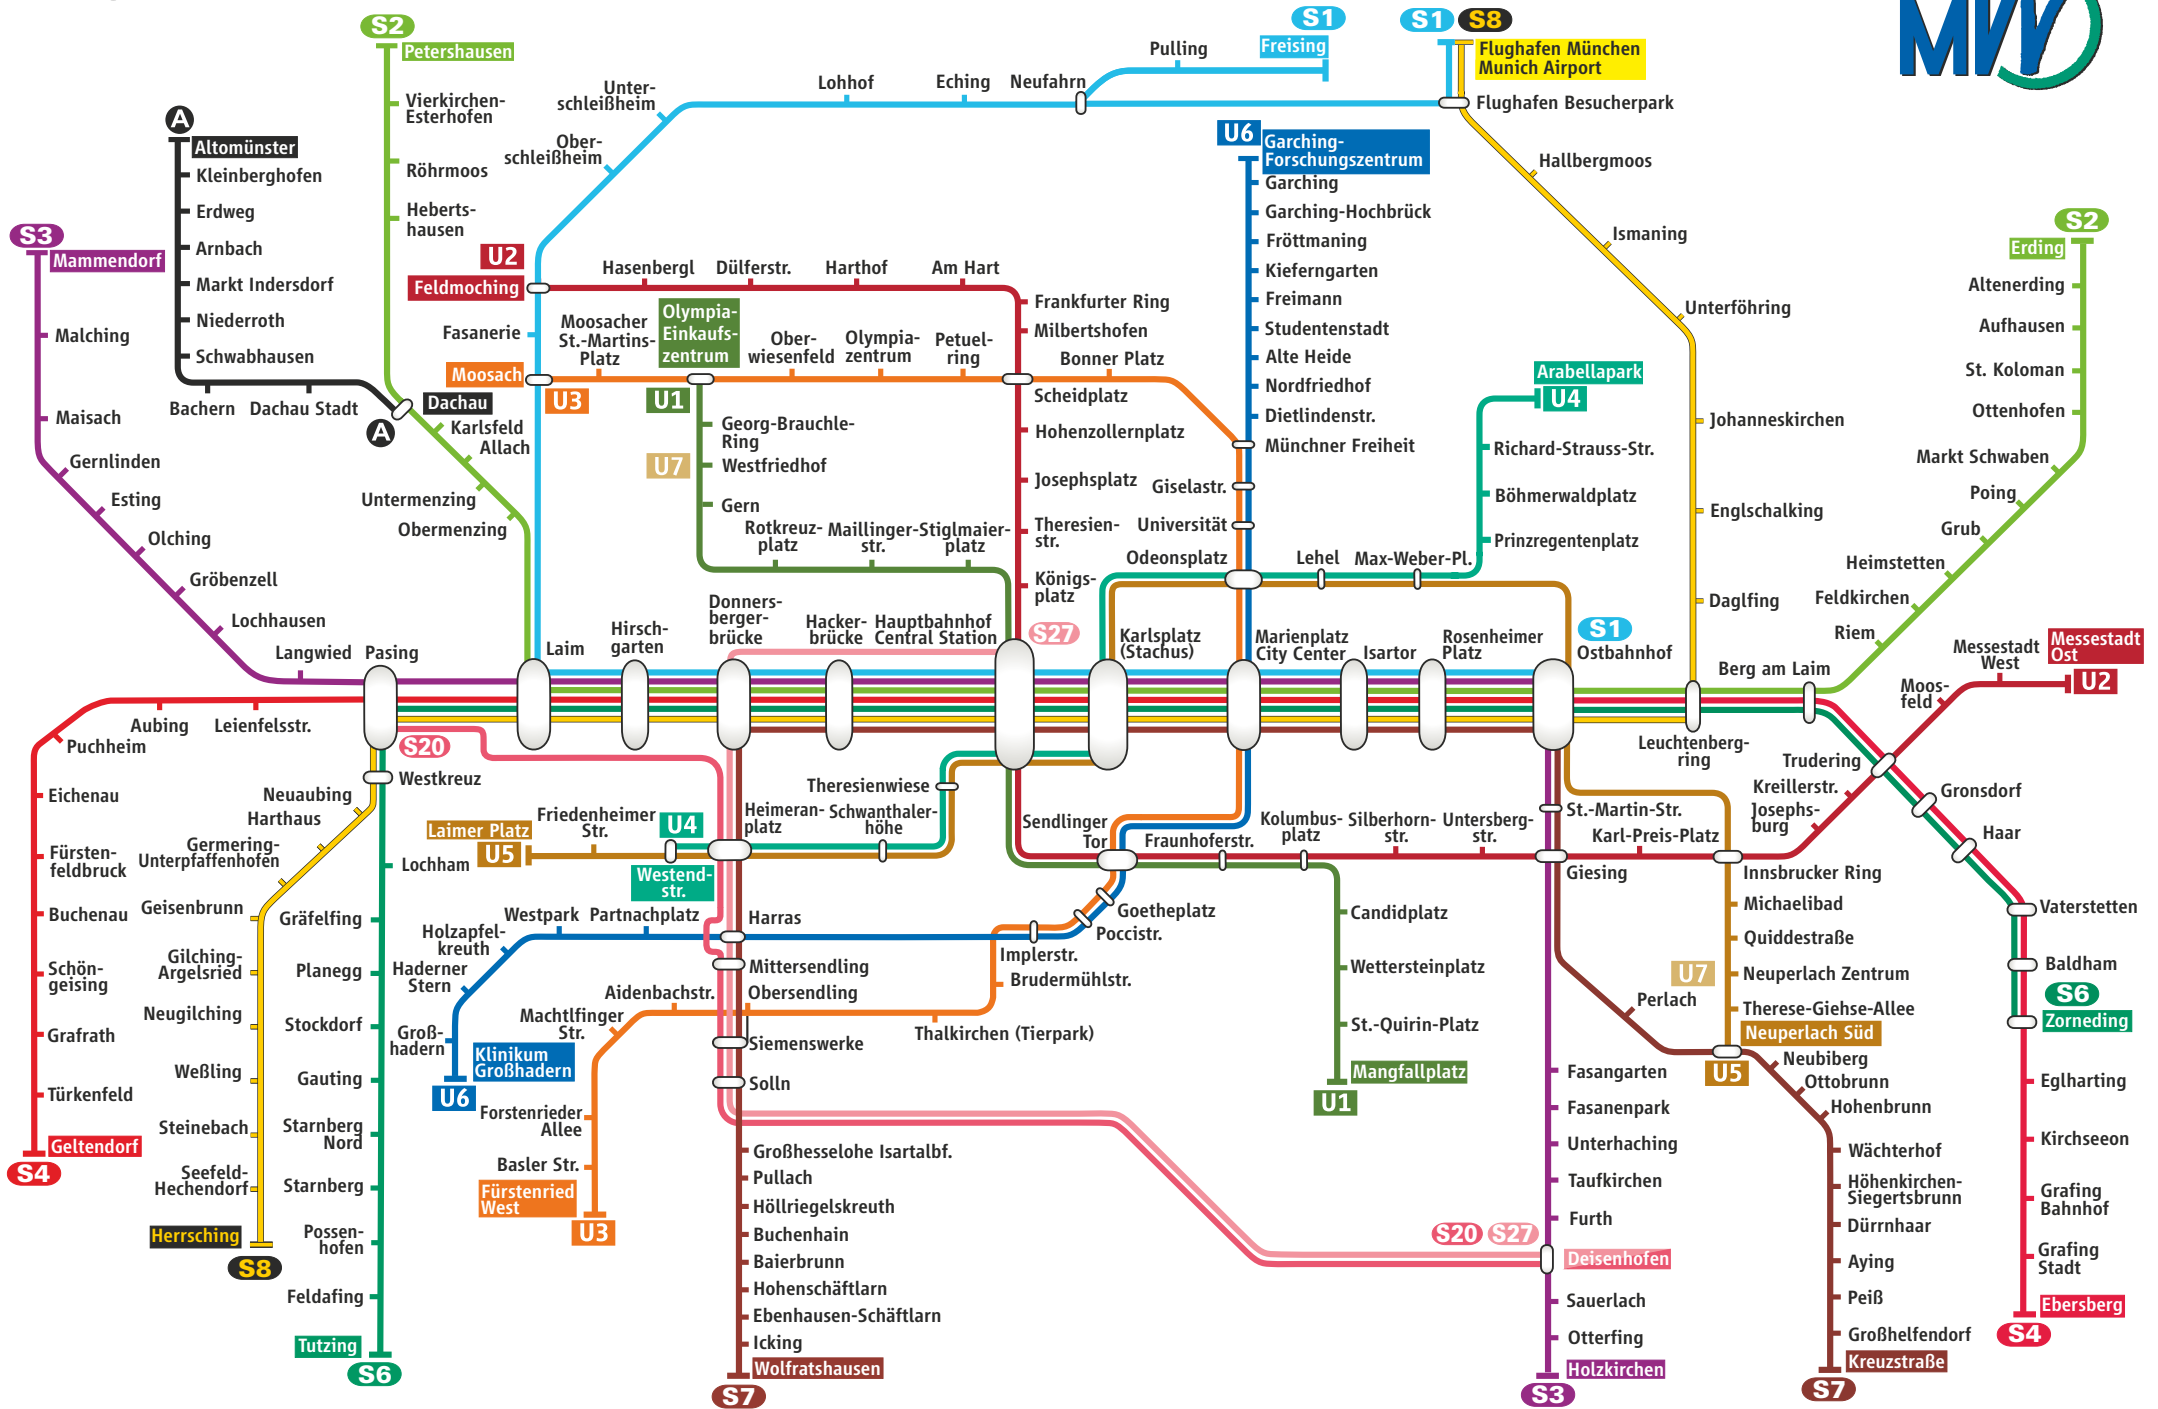 S2
Petershausen
Vierkirchen-
Esterhofen
Röhrmoos
Heberts-
hausen
A
Altomünster
Kleinberghofen
Erdweg
Arnbach
Markt Indersdorf
Niederroth
Schwabhausen
Bachern
Dachau Stadt
A
Dachau
Karlsfeld
Allach
Untermenzing
Obermenzing
S3
Mammendorf
Malching
Maisach
Gernlinden
Esting
Olching
Gröbenzell
Lochhausen
Langwied
Pasing
S1
Freising
Pulling
Neufahrn
Eching
Lohhof
Unter-
schleißheim
Ober-
schleißheim
S1
S8
Flughafen München
Munich Airport
Flughafen Besucherpark
Hallbergmoos
Ismaning
Unterföhring
Johanneskirchen
Englschalking
Daglfing
MVV
U2
Feldmoching
Hasenbergl
Dülferstr.
Harthof
Am Hart
Frankfurter Ring
Milbertshofen
Fasanerie
Moosach
U3
Moosacher
St.-Martins-
Platz
Olympia-
Einkaufs-
zentrum
U1
Ober-
wiesenfeld
Olympia-
zentrum
Petuel-
ring
Bonner Platz
Scheidplatz
Georg-Brauchle-
Ring
U7
Westfriedhof
Gern
Rotkreuz-
platz
Maillinger-
str.
Stiglmaier-
platz
Hohenzollernplatz
Josephsplatz
Theresien-
str.
Königs-
platz
U6
Garching-
Forschungszentrum
Garching
Garching-Hochbrück
Fröttmaning
Kieferngarten
Freimann
Studentenstadt
Alte Heide
Nordfriedhof
Dietlindenstr.
Münchner Freiheit
Giselastr.
Universität
Odeonsplatz
Lehel
Max-Weber-Pl.
Arabellapark
U4
Richard-Strauss-Str.
Böhmerwaldplatz
Prinzregentenplatz
S2
Erding
Altenerding
Aufhausen
St. Koloman
Ottenhofen
Markt Schwaben
Poing
Grub
Heimstetten
Feldkirchen
Riem
Berg am Laim
Laim
Hirsch-
garten
Donners-
berger-
brücke
Hacker-
brücke
Hauptbahnhof
Central Station
S27
Karlsplatz
(Stachus)
Marienplatz
City Center
Isartor
Rosenheimer
Platz
S1
Ostbahnhof
Leuchtenberg-
ring
Messestadt
West
Messestadt
Ost
U2
Moos-
feld
Trudering
Kreillerstr.
Josephs-
burg
Gronsdorf
Haar
Vaterstetten
Baldham
S6
Zorneding
Eglharting
Kirchseeon
Grafing
Bahnhof
Grafing
Stadt
Ebersberg
S4
Aubing
Leienfelsstr.
Puchheim
Eichenau
Fürsten-
feldbruck
Buchenau
Schön-
geising
Grafrath
Türkenfeld
Geltendorf
S4
S20
Westkreuz
Neuaubing
Harthaus
Germering-
Unterpfaffenhofen
Geisenbrunn
Gilching-
Argelsried
Neugilching
Weßling
Steinebach
Seefeld-
Hechendorf
Herrsching
S8
Lochham
Gräfelfing
Planegg
Stockdorf
Gauting
Starnberg
Nord
Starnberg
Possen-
hofen
Feldafing
Tutzing
S6
Laimer Platz
U5
Friedenheimer
Str.
U4
Westend-
str.
Heimeran-
platz
Schwanthaler-
höhe
Theresienwiese
Sendlinger
Tor
Fraunhoferstr.
Kolumbus-
platz
Silberhorn-
str.
Untersberg-
str.
St.-Martin-Str.
Karl-Preis-Platz
Giesing
Innsbrucker Ring
Michaelibad
Quiddestraße
U7
Neuperlach Zentrum
Therese-Giehse-Allee
Neuperlach Süd
U5
Perlach
Neubiberg
Ottobrunn
Hohenbrunn
Wächterhof
Höhenkirchen-
Siegertsbrunn
Dürrnhaar
Aying
Peiß
Großhelfendorf
Kreuzstraße
S7
Goetheplatz
Poccistr.
Implerstr.
Brudermühlstr.
Thalkirchen (Tierpark)
Candidplatz
Wettersteinplatz
St.-Quirin-Platz
Mangfallplatz
U1
Harras
Partnachplatz
Westpark
Holzapfel-
kreuth
Haderner
Stern
Groß-
hadern
Klinikum
Großhadern
U6
Mittersendling
Obersendling
Aidenbachstr.
Machtlfinger
Str.
Forstenrieder
Allee
Basler Str.
Fürstenried
West
U3
Siemenswerke
Solln
Großhesselohe Isartalbf.
Pullach
Höllriegelskreuth
Buchenhain
Baierbrunn
Hohenschäftlarn
Ebenhausen-Schäftlarn
Icking
Wolfratshausen
S7
Fasangarten
Fasanenpark
Unterhaching
Taufkirchen
Furth
S20
S27
Deisenhofen
Sauerlach
Otterfing
Holzkirchen
S3